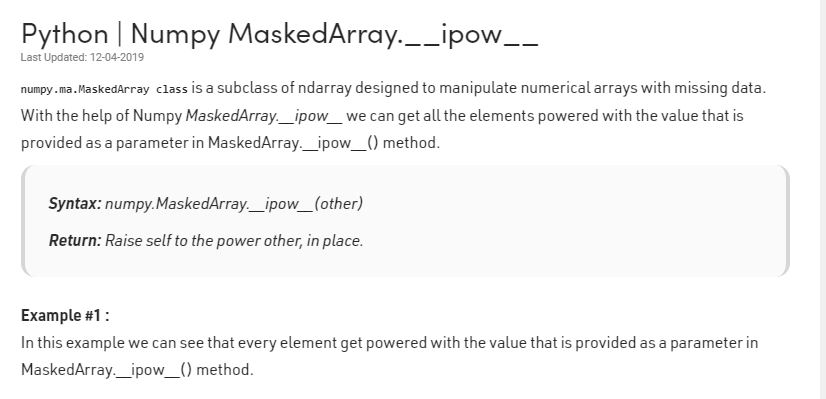 Python | Numpy MaskedArray.__ipow__
Last Updated: 12-04-2019
numpy.ma.MaskedArray class is a subclass of ndarray designed to manipulate numerical arrays with missing data.
With the help of Numpy MaskedArray.__ipow__ we can get all the elements powered with the value that is
provided as a parameter in MaskedArray.__ipow__() method.
Syntax: numpy.MaskedArray.__ipow__(other)
Return: Raise self to the power other, in place.
Example #1 :
In this example we can see that every element get powered with the value that is provided as a parameter in
MaskedArray.__ipow__() method.